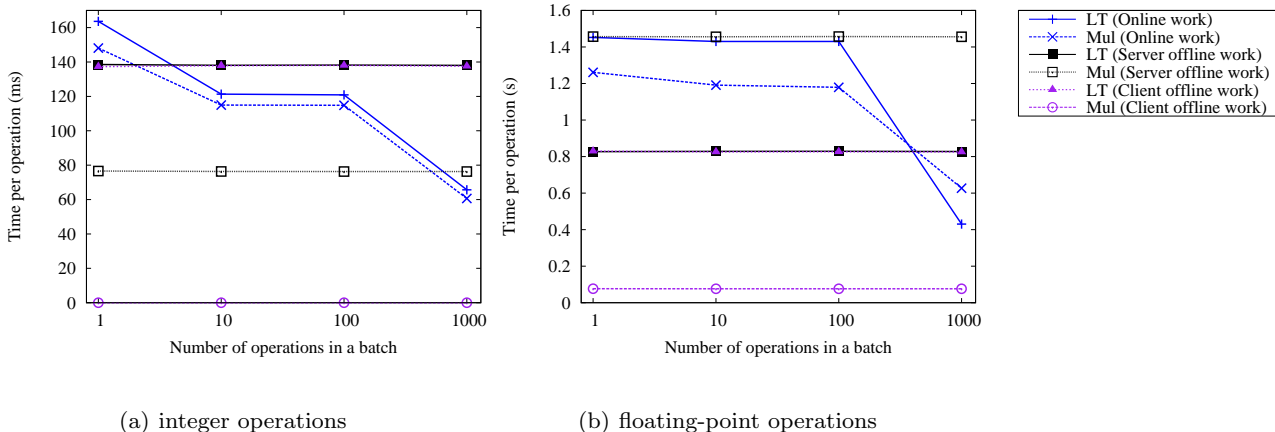 Time per operation (ms)
160
140
120
100
80
60
40
20
0
1 10 100 1000
Number of operations in a batch
(a) integer operations
Time per operation (s)
1.6
1.4
1.2
1
0.8
0.6
0.4
0.2
0
1 10 100 1000
Number of operations in a batch
(b) floating-point operations
LT (Online work)
Mul (Online work)
LT (Server offline work)
Mul (Server offline work)
LT (Client offline work)
Mul (Client offline work)